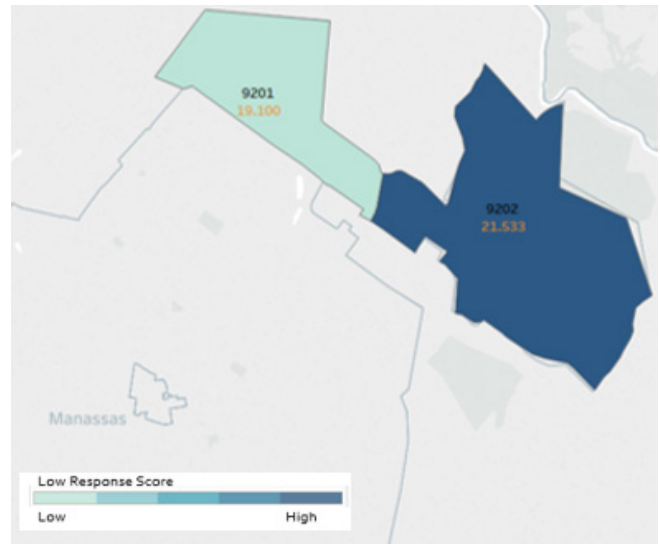 9201
19.100
9202
21.533
Manassas
Low Response Score
Low High